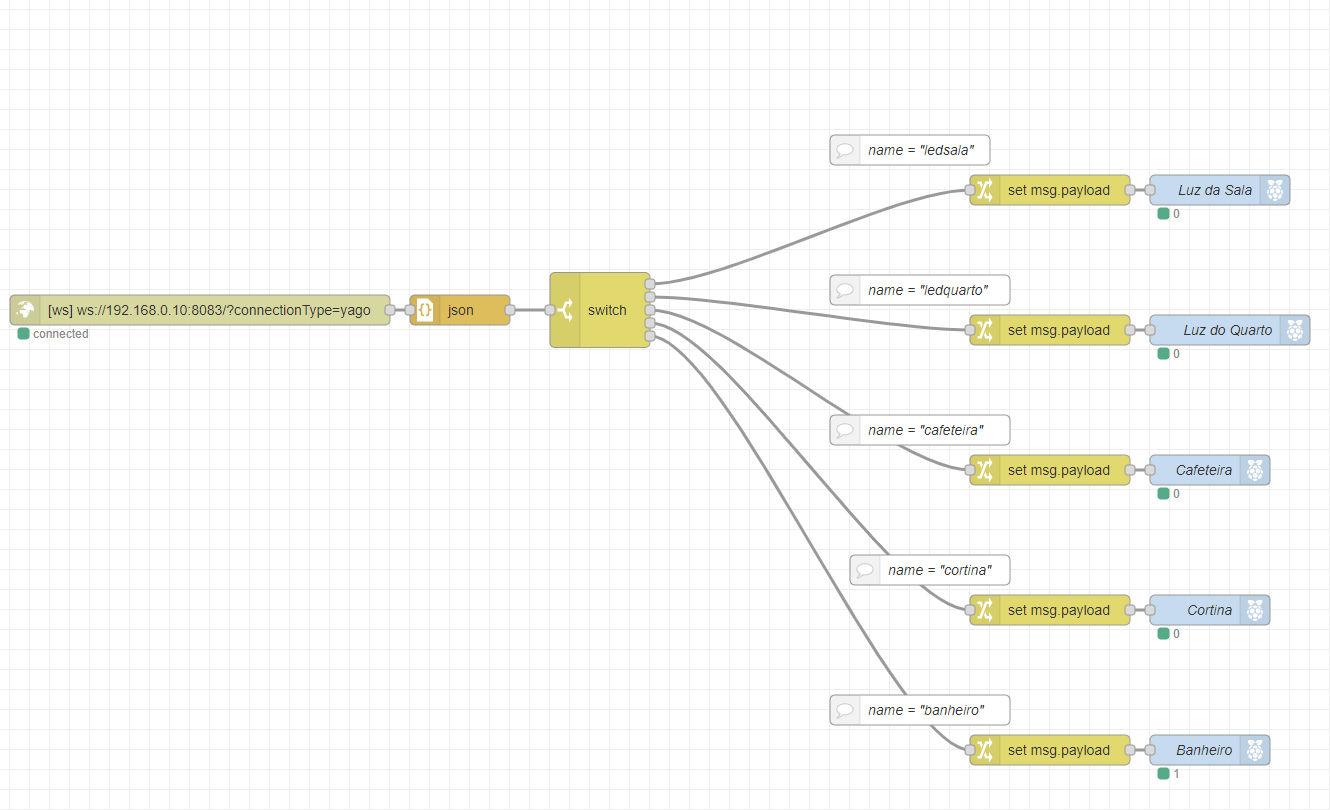 name = "ledsala"
set msg.payload
Luz da Sala
0
name = "ledquarto"
[ws] ws://192.168.0.10:8083/?connectionType=yago
json
switch
connected
set msg.payload
Luz do Quarto
0
name = "cafeteira"
set msg.payload
Cafeteira
0
name = "cortina"
set msg.payload
Cortina
0
name = "banheiro"
set msg.payload
Banheiro
1